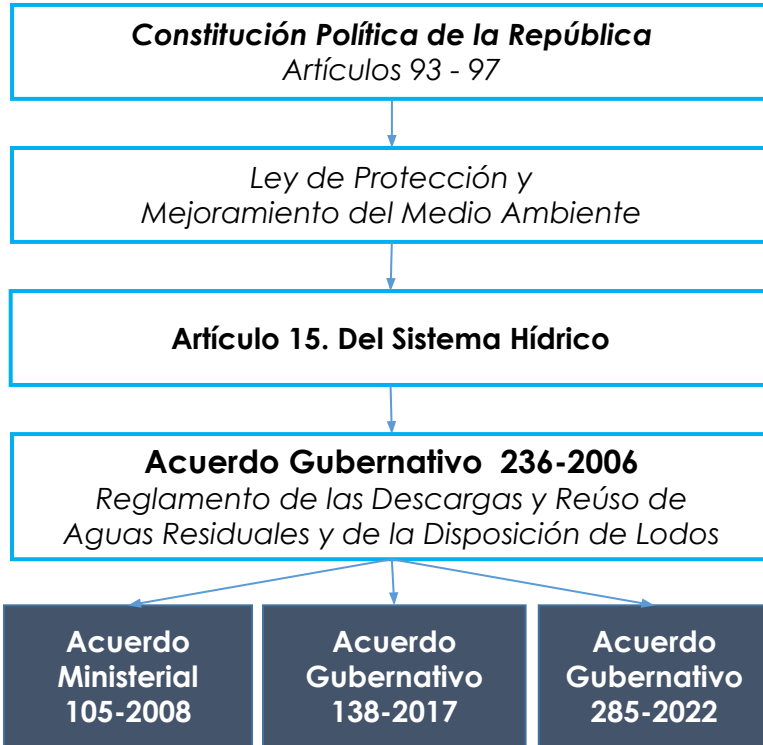 Constitución Política de la República
Artículos 93 - 97
Ley de Protección y
Mejoramiento del Medio Ambiente
Artículo 15. Del Sistema Hídrico
Acuerdo Gubernativo 236-2006
Reglamento de las Descargas y Reúso de
Aguas Residuales y de la Disposición de Lodos
Acuerdo
Ministerial
105-2008
Acuerdo
Gubernativo
138-2017
Acuerdo
Gubernativo
285-2022